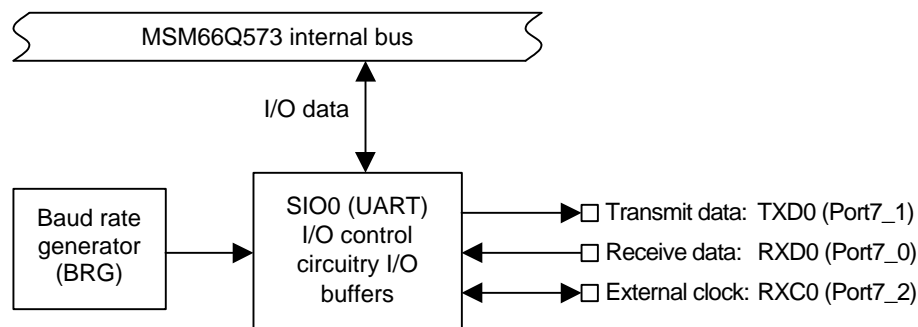 MSM66Q573 internal bus
I/O data
Baud rate
generator
(BRG)
SIO0 (UART)
I/O control
circuitry I/O
buffers
Transmit data: TXD0 (Port7_1)
Receive data: RXD0 (Port7_0)
External clock: RXC0 (Port7_2)